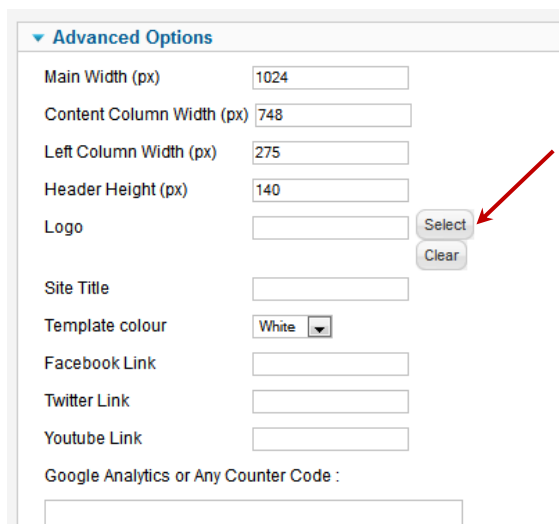 Advanced Options
Main Width (px) 1024
Content Column Width (px) 748
Left Column Width (px) 275
Header Height (px) 140
Logo Select
Clear
Site Title
Template colour White
Facebook Link
Twitter Link
Youtube Link
Google Analytics or Any Counter Code :